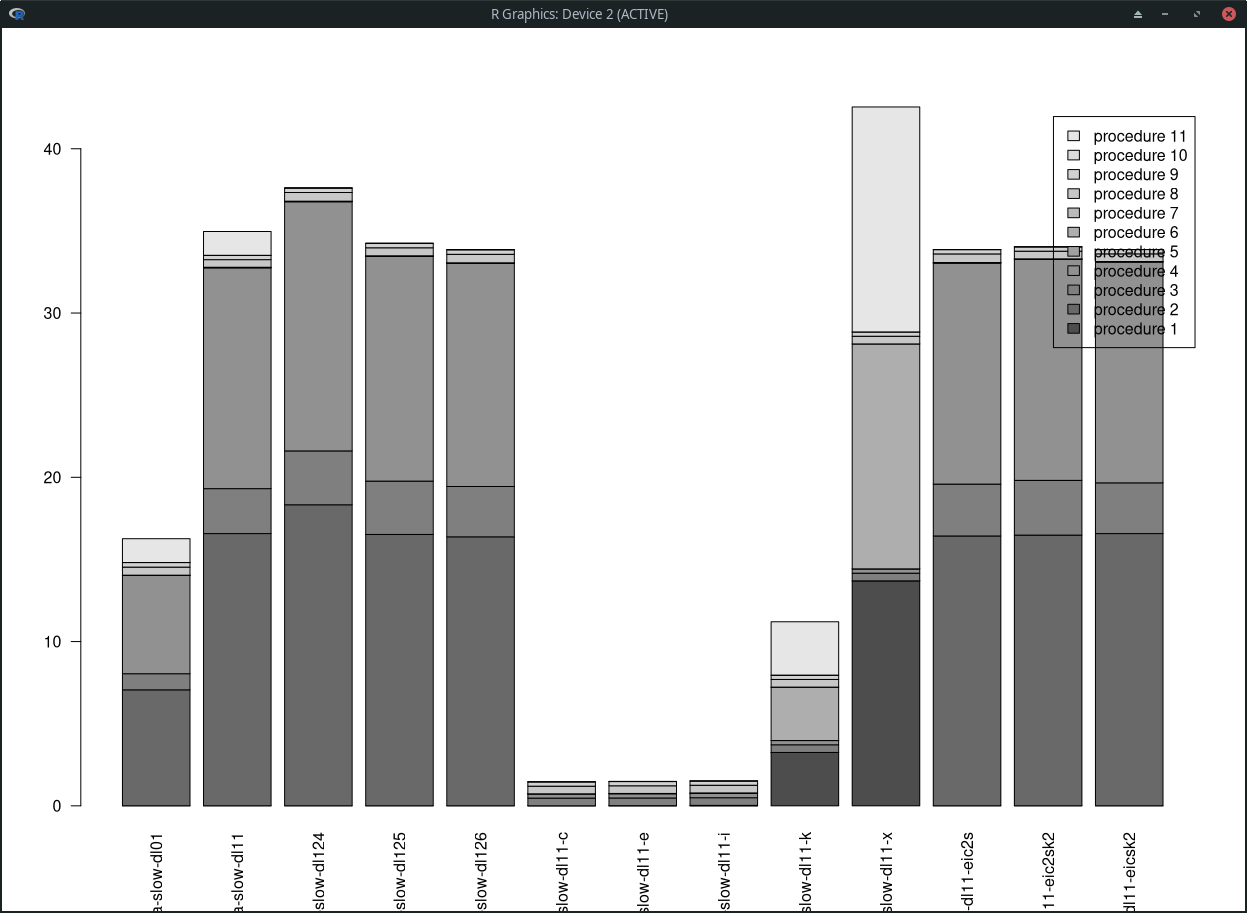 R Graphics: Device 2 (ACTIVE)
40
30
20
10
0
procedure 11
procedure 10
procedure 9
procedure 8
procedure 7
procedure 6
procedure 5
procedure 4
procedure 3
procedure 2
procedure 1
a-slow-dl01
a-slow-dl11
-slow-dl124
-slow-dl125
-slow-dl126
slow-dl11-c
slow-dl11-e
slow-dl11-i
slow-dl11-k
slow-dl11-x
-dl11-eic2s
11-eic2sk2
dl11-eicsk2